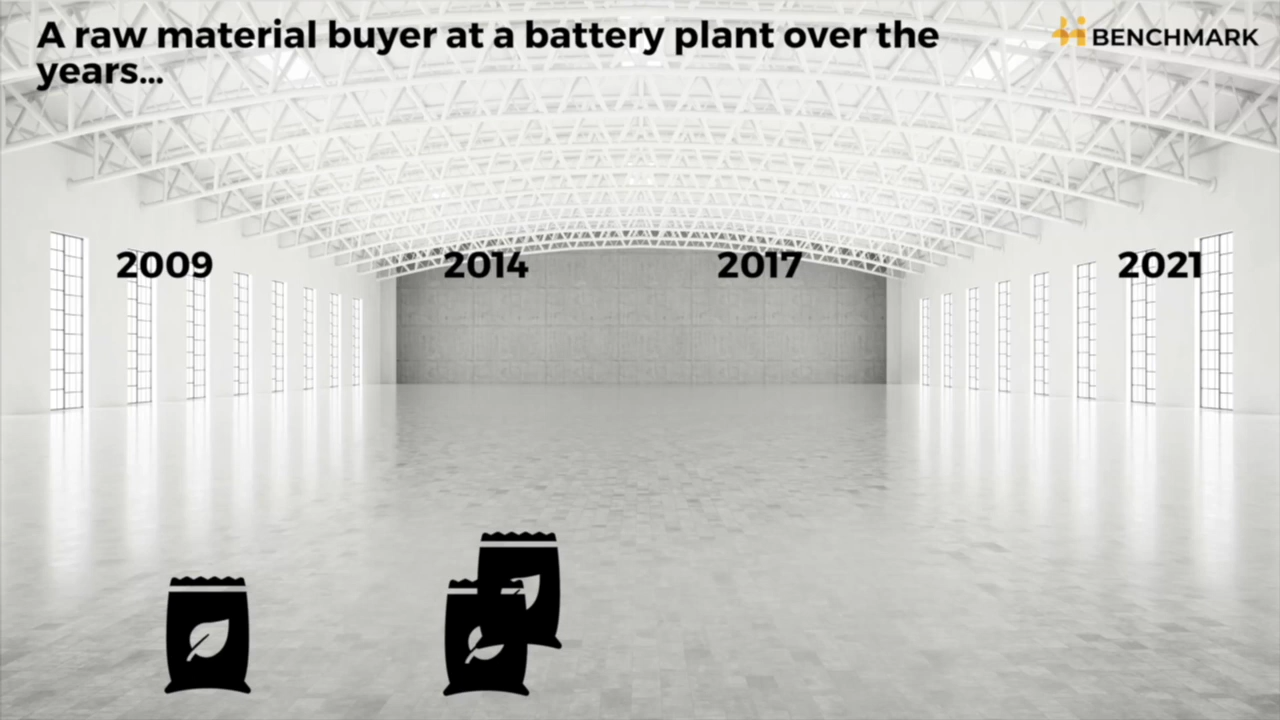 A raw material buyer at a battery plant over the
years...
BENCHMARK
2009
2014
2017
2021